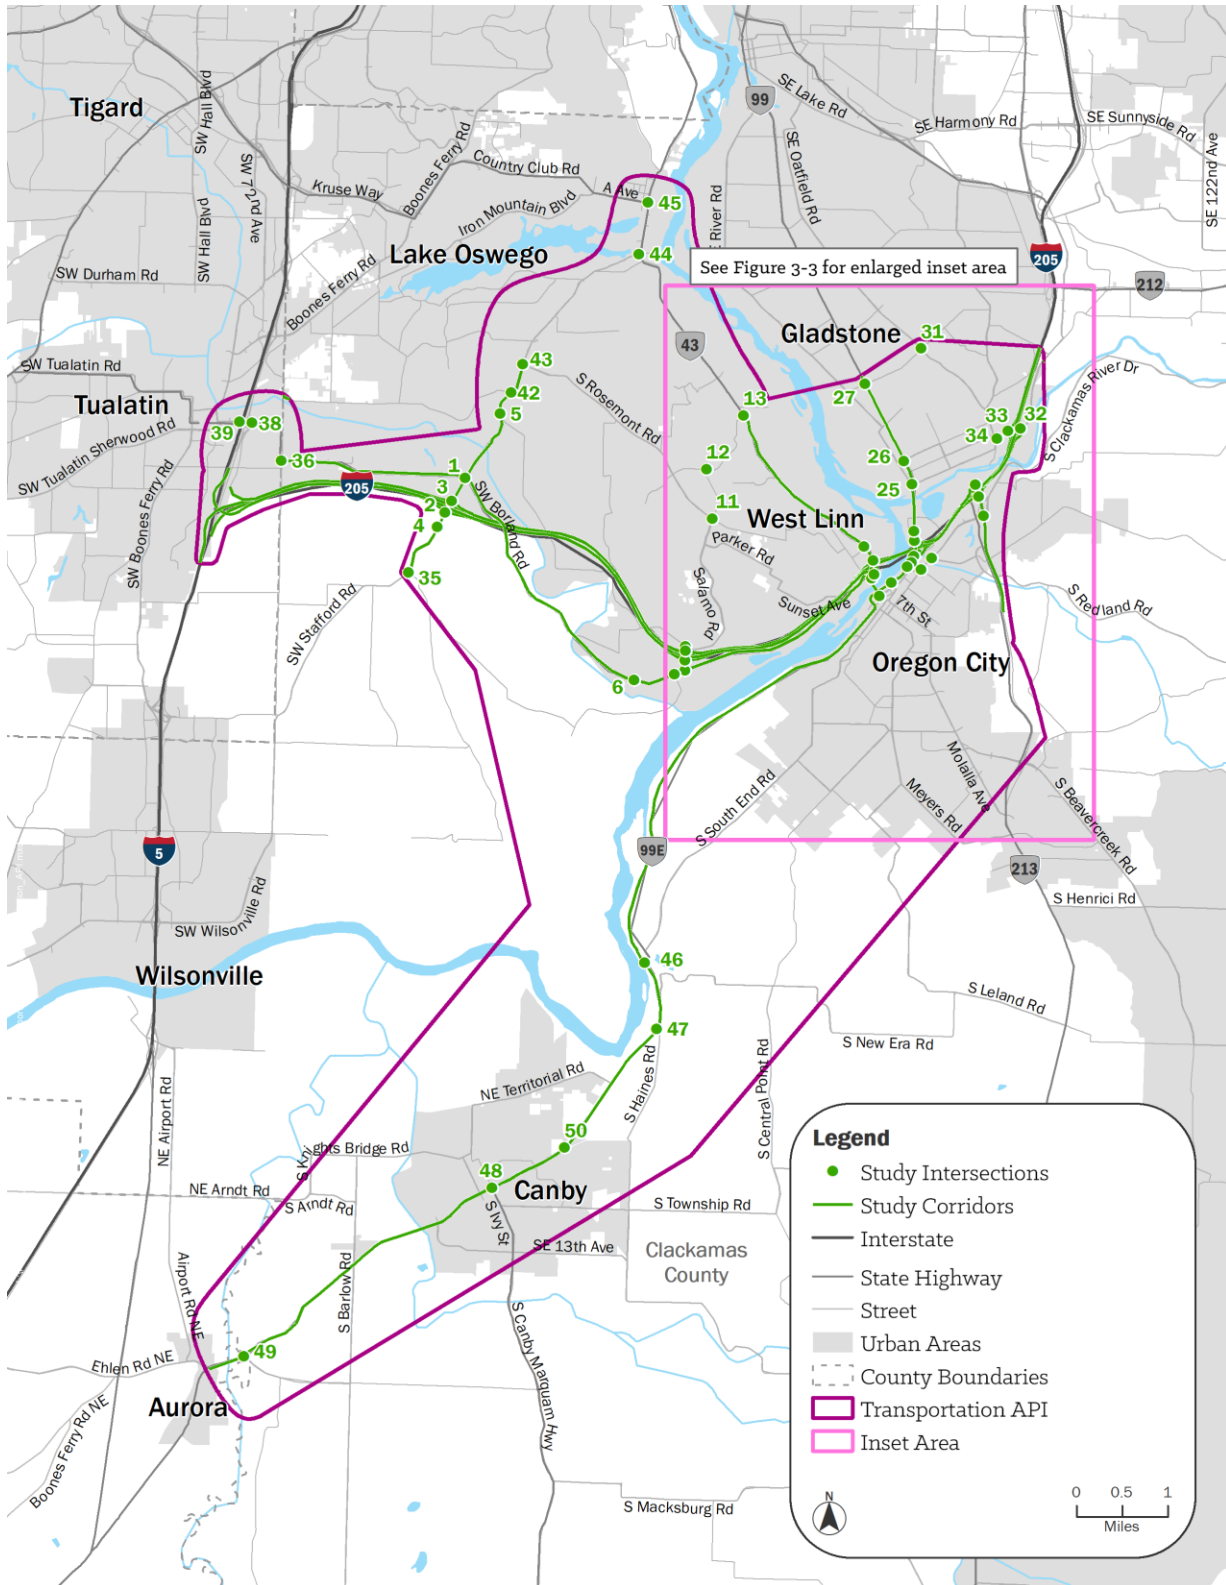 Tigard
SW Hall Blvd
SW 72nd Ave
SW Hall Blvd
Kruse Way
Boones Ferry Rd
Country Club Rd
Iron Mountain Blvd
A Ave
45
44
99
SE Lake Rd
SE Oatfield Rd
SE Harmony Rd
SE Sunnyside Rd
SE 122nd Ave
River Rd
Lake Oswego
SW Durham Rd
Boones Ferry Rd
See Figure 3-3 for enlarged inset area
205
212
SW Tualatin Rd
Tualatin
SW Tualatin Sherwood Rd
39
38
36
SW Boones Ferry Rd
205
43
42
5
S Rosemont Rd
43
Gladstone
31
27
13
33
32
34
S Clackamas River Dr
26
25
12
11
1
3
2
4
35
SW Borland Rd
West Linn
Parker Rd
Salamo Rd
Sunset Ave
7th St
S Redland Rd
SW Stafford Rd
6
Oregon City
Molalla Ave
Meyers Rd
S Beavercreek Rd
S South End Rd
5
99E
213
S Henrici Rd
SW Wilsonville Rd
Wilsonville
46
47
S Leland Rd
S New Era Rd
S Central Point Rd
S Haines Rd
NE Territorial Rd
NE Airport Rd
50
S Knights Bridge Rd
48
Canby
NE Arndt Rd
S Arndt Rd
S Ivy St
S Township Rd
SE 13th Ave
Clackamas
County
Airport Rd NE
S Barlow Rd
S Canby Marquam Hwy
49
Ehlen Rd NE
Aurora
Boones Ferry Rd NE
S Macksburg Rd
Legend
Study Intersections
Study Corridors
Interstate
State Highway
Street
Urban Areas
County Boundaries
Transportation API
Inset Area
N
0 0.5 1
Miles